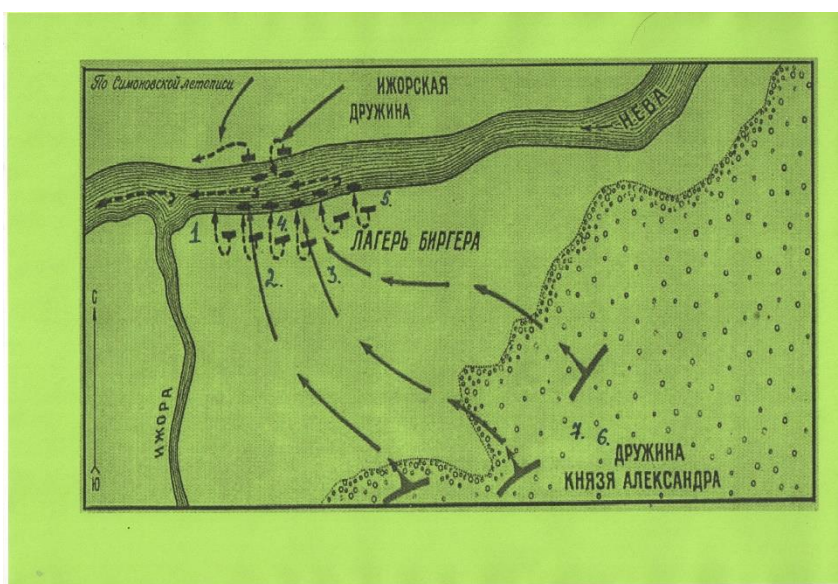 По Симоновской летописи
ИЖОРСКАЯ
ДРУЖИНА
НЕВА
1
2.
3.
4.
5.
ЛАГЕРЬ БИРГЕРА
С
Ю
ИЖОРА
7. 6.
ДРУЖИНА
КНЯЗЯ АЛЕКСАНДРА